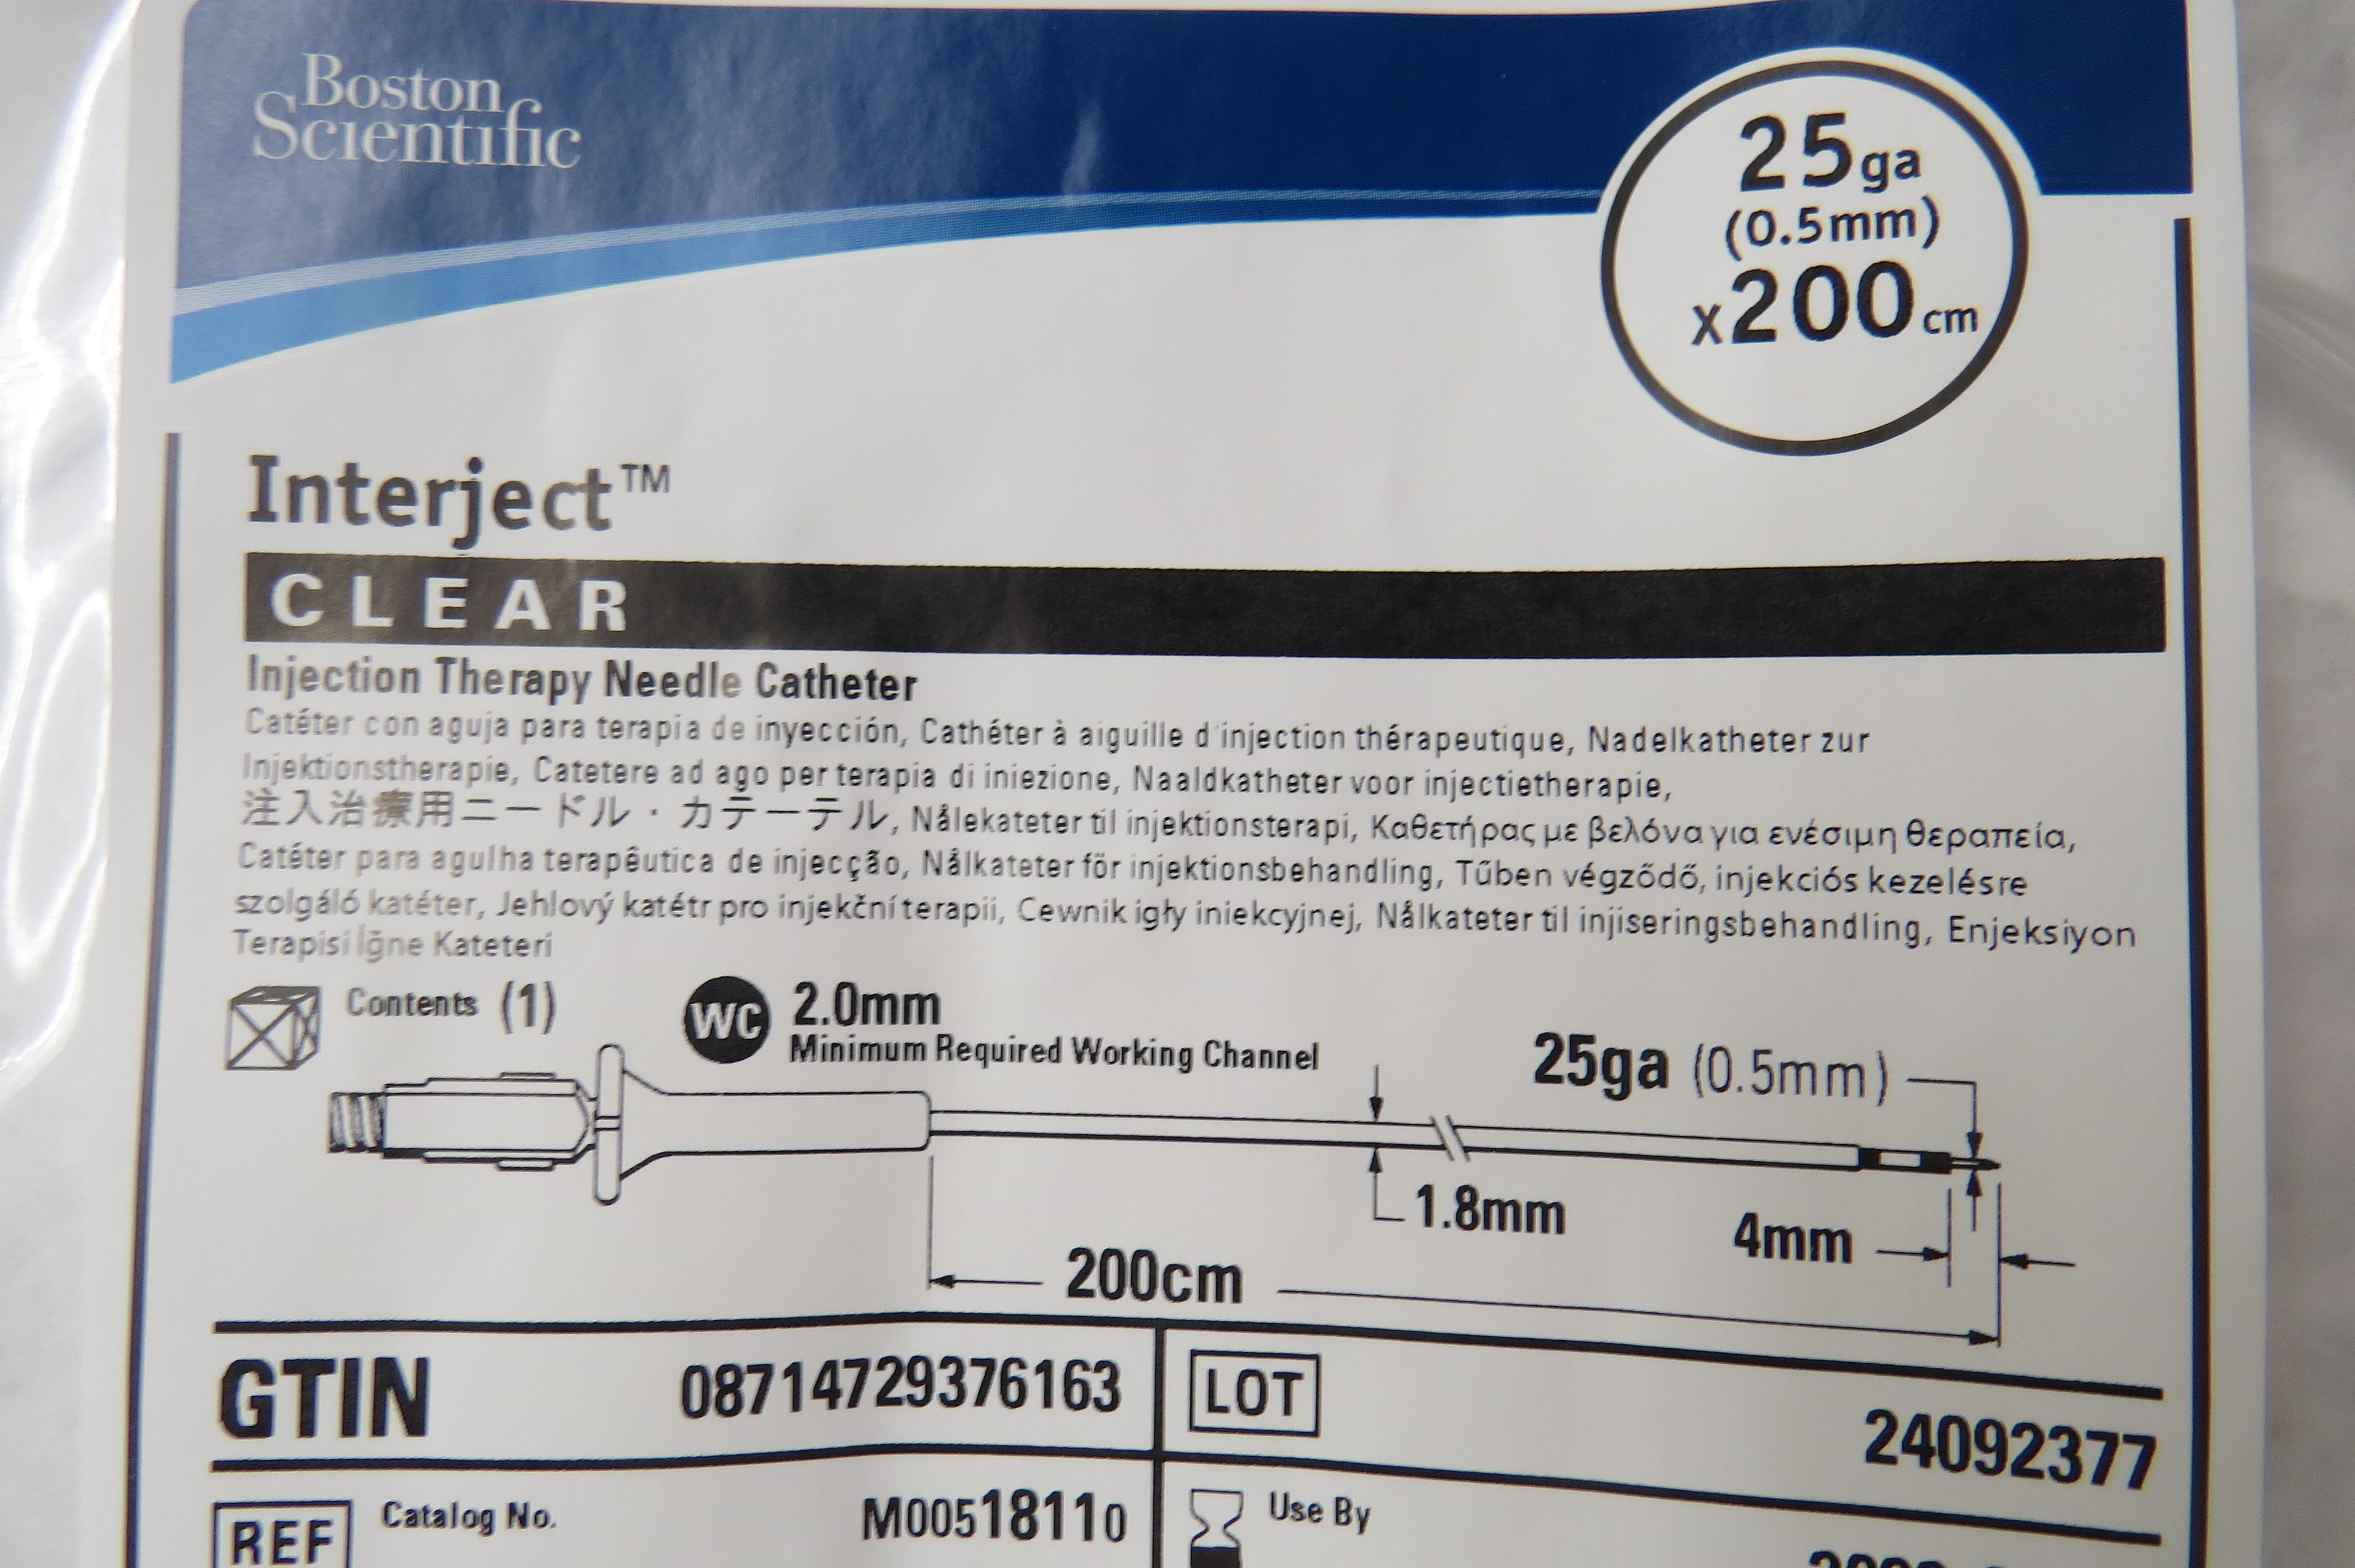 Boston
Scientific
25ga
(0.5mm)
x200cm
Interject™
CLEAR
Injection Therapy Needle Catheter
Catéter con aguja para terapia de inyección, Cathéter à aiguille d'injection thérapeutique, Nadelkatheter zur
Injektionstherapie, Catetere ad ago per terapia di iniezione, Naaldkatheter voor injectietherapie,
注入治療用ニードル・カテーテル, Nålekateter til injektionsterapi, Καθετήρας με βελόνα για ενέσιμη θεραπεία,
Catéter para agulha terapêutica de injecção, Nålkateter för injektionsbehandling, Tűben végződő, injekciós kezelésre
szolgáló katéter, Jehlový katétr pro injekční terapii, Cewnik igły iniekcyjnej, Nålkateter til injiseringsbehandling, Enjeksiyon
Terapisi İğne Kateteri
Contents (1)
WC 2.0mm
Minimum Required Working Channel
25ga (0.5mm)
1.8mm
4mm
200cm
GTIN 08714729376163
LOT 24092377
REF Catalog No. M00518110
Use By